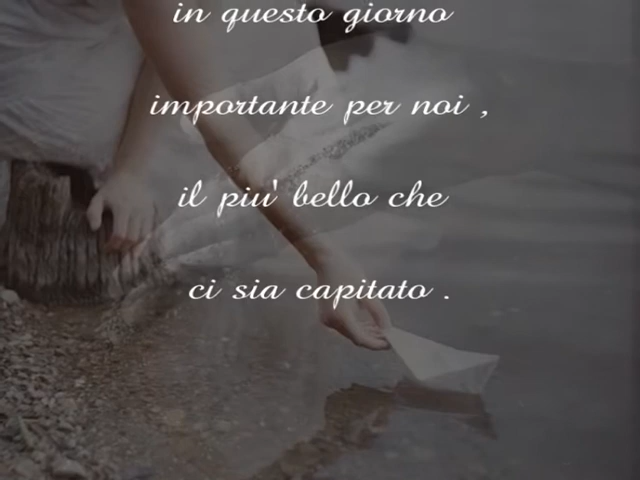 in questo giorno
importante per noi ,
il piu' bello che
ci sia capitato .